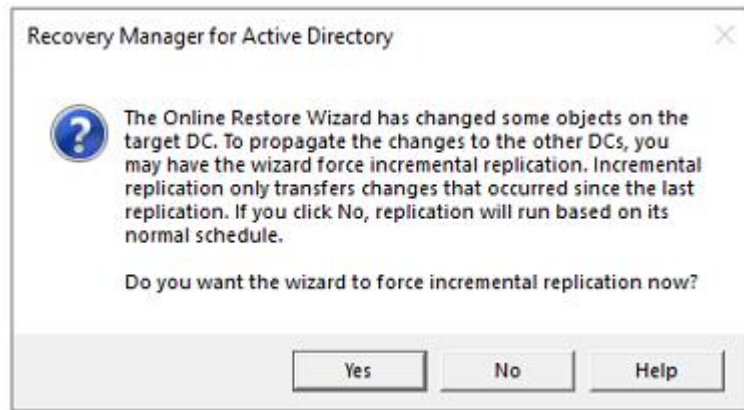 Recovery Manager for Active Directory
The Online Restore Wizard has changed some objects on the
target DC. To propagate the changes to the other DCs, you
may have the wizard force incremental replication. Incremental
replication only transfers changes that occurred since the last
replication. If you click No, replication will run based on its
normal schedule.
Do you want the wizard to force incremental replication now?
Yes No Help